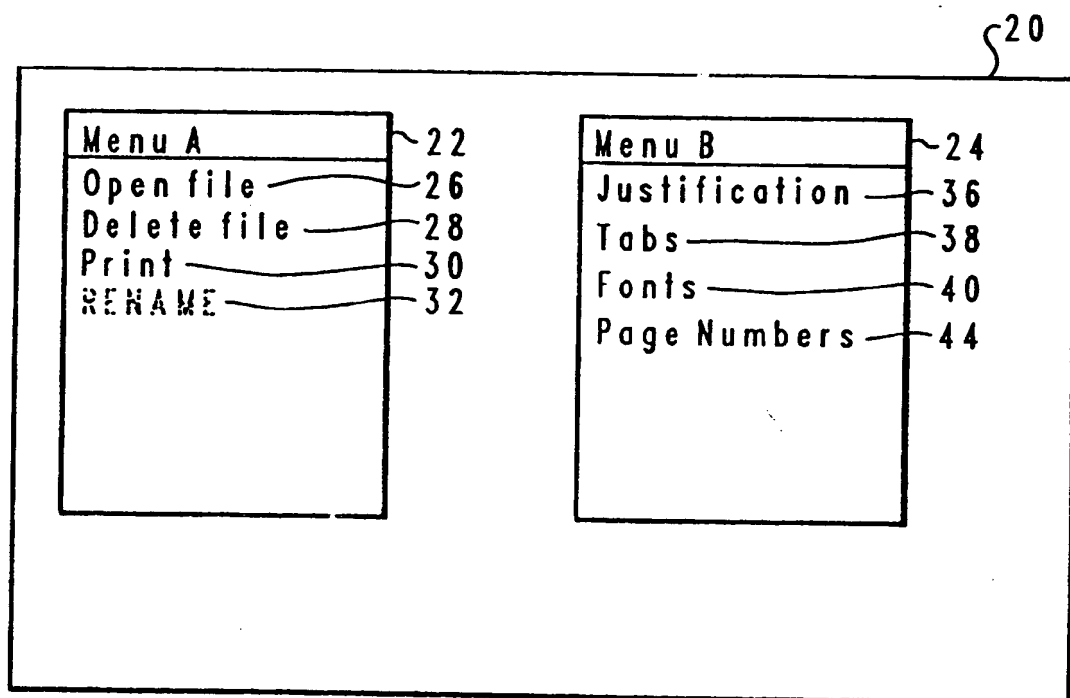 20
Menu A 22
Open file 26
Delete file 28
Print 30
RENAME 32
Menu B 24
Justification 36
Tabs 38
Fonts 40
Page Numbers 44